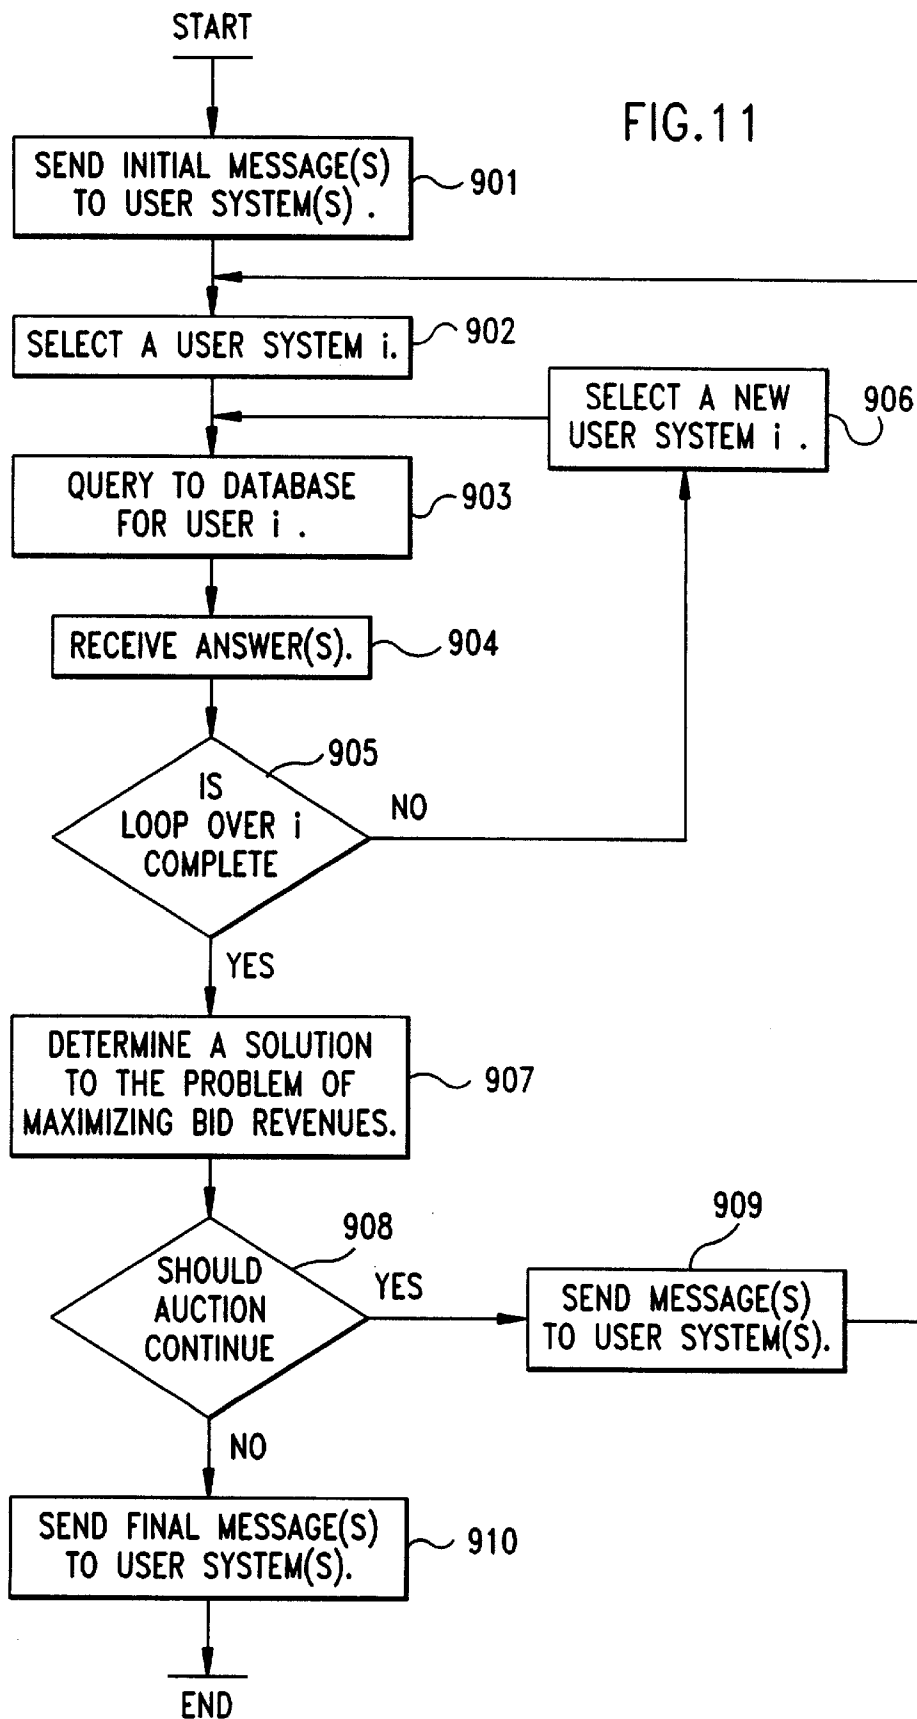 START
FIG.11
SEND INITIAL MESSAGE(S)
TO USER SYSTEM(S) .
901
SELECT A USER SYSTEM i.
902
SELECT A NEW
USER SYSTEM i .
906
QUERY TO DATABASE
FOR USER i .
903
RECEIVE ANSWER(S).
904
905
IS
LOOP OVER i
COMPLETE
NO
YES
DETERMINE A SOLUTION
TO THE PROBLEM OF
MAXIMIZING BID REVENUES.
907
908
SHOULD
AUCTION
CONTINUE
YES
909
SEND MESSAGE(S)
TO USER SYSTEM(S).
NO
SEND FINAL MESSAGE(S)
TO USER SYSTEM(S).
910
END